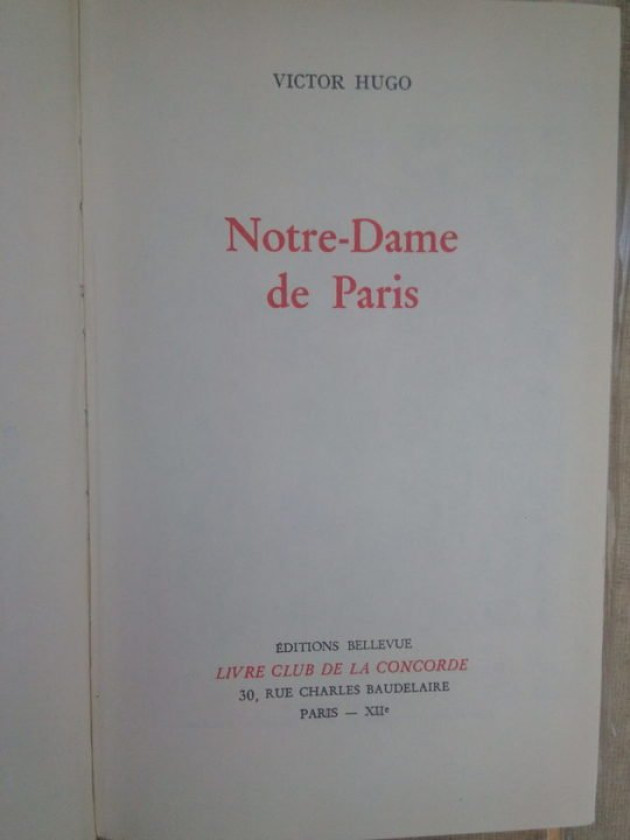 VICTOR HUGO
Notre-Dame
de Paris
ÉDITIONS BELLEVUE
LIVRE CLUB DE LA CONCORDE
30, RUE CHARLES BAUDELAIRE
PARIS — XIIe